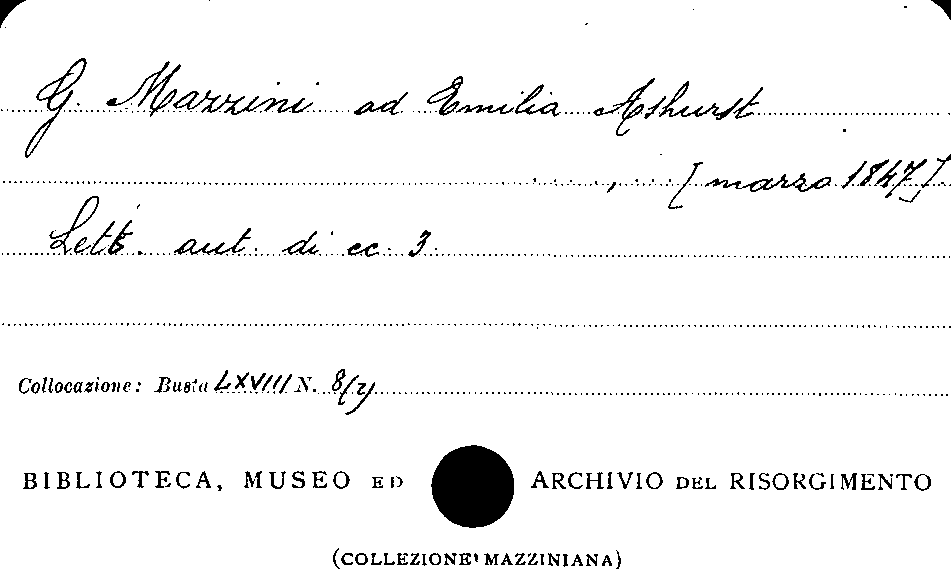 G. Mazzini ad Emilia Ashurst
....., ... [marzo 1847].
Lett. aut. di cc. 3.
Collocazione: Busta LXVIII N. 8/2)
BIBLIOTECA, MUSEO ED ARCHIVIO DEL RISORGIMENTO
(COLLEZIONE MAZZINIANA)